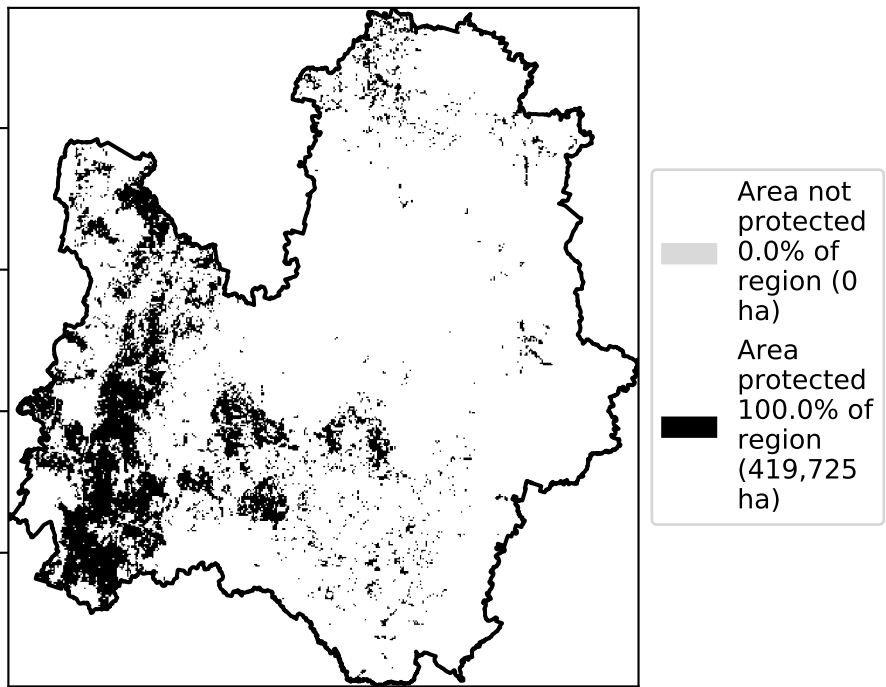 Area not
protected
0.0% of
region (0
ha)
Area
protected
100.0% of
region
(419,725
ha)